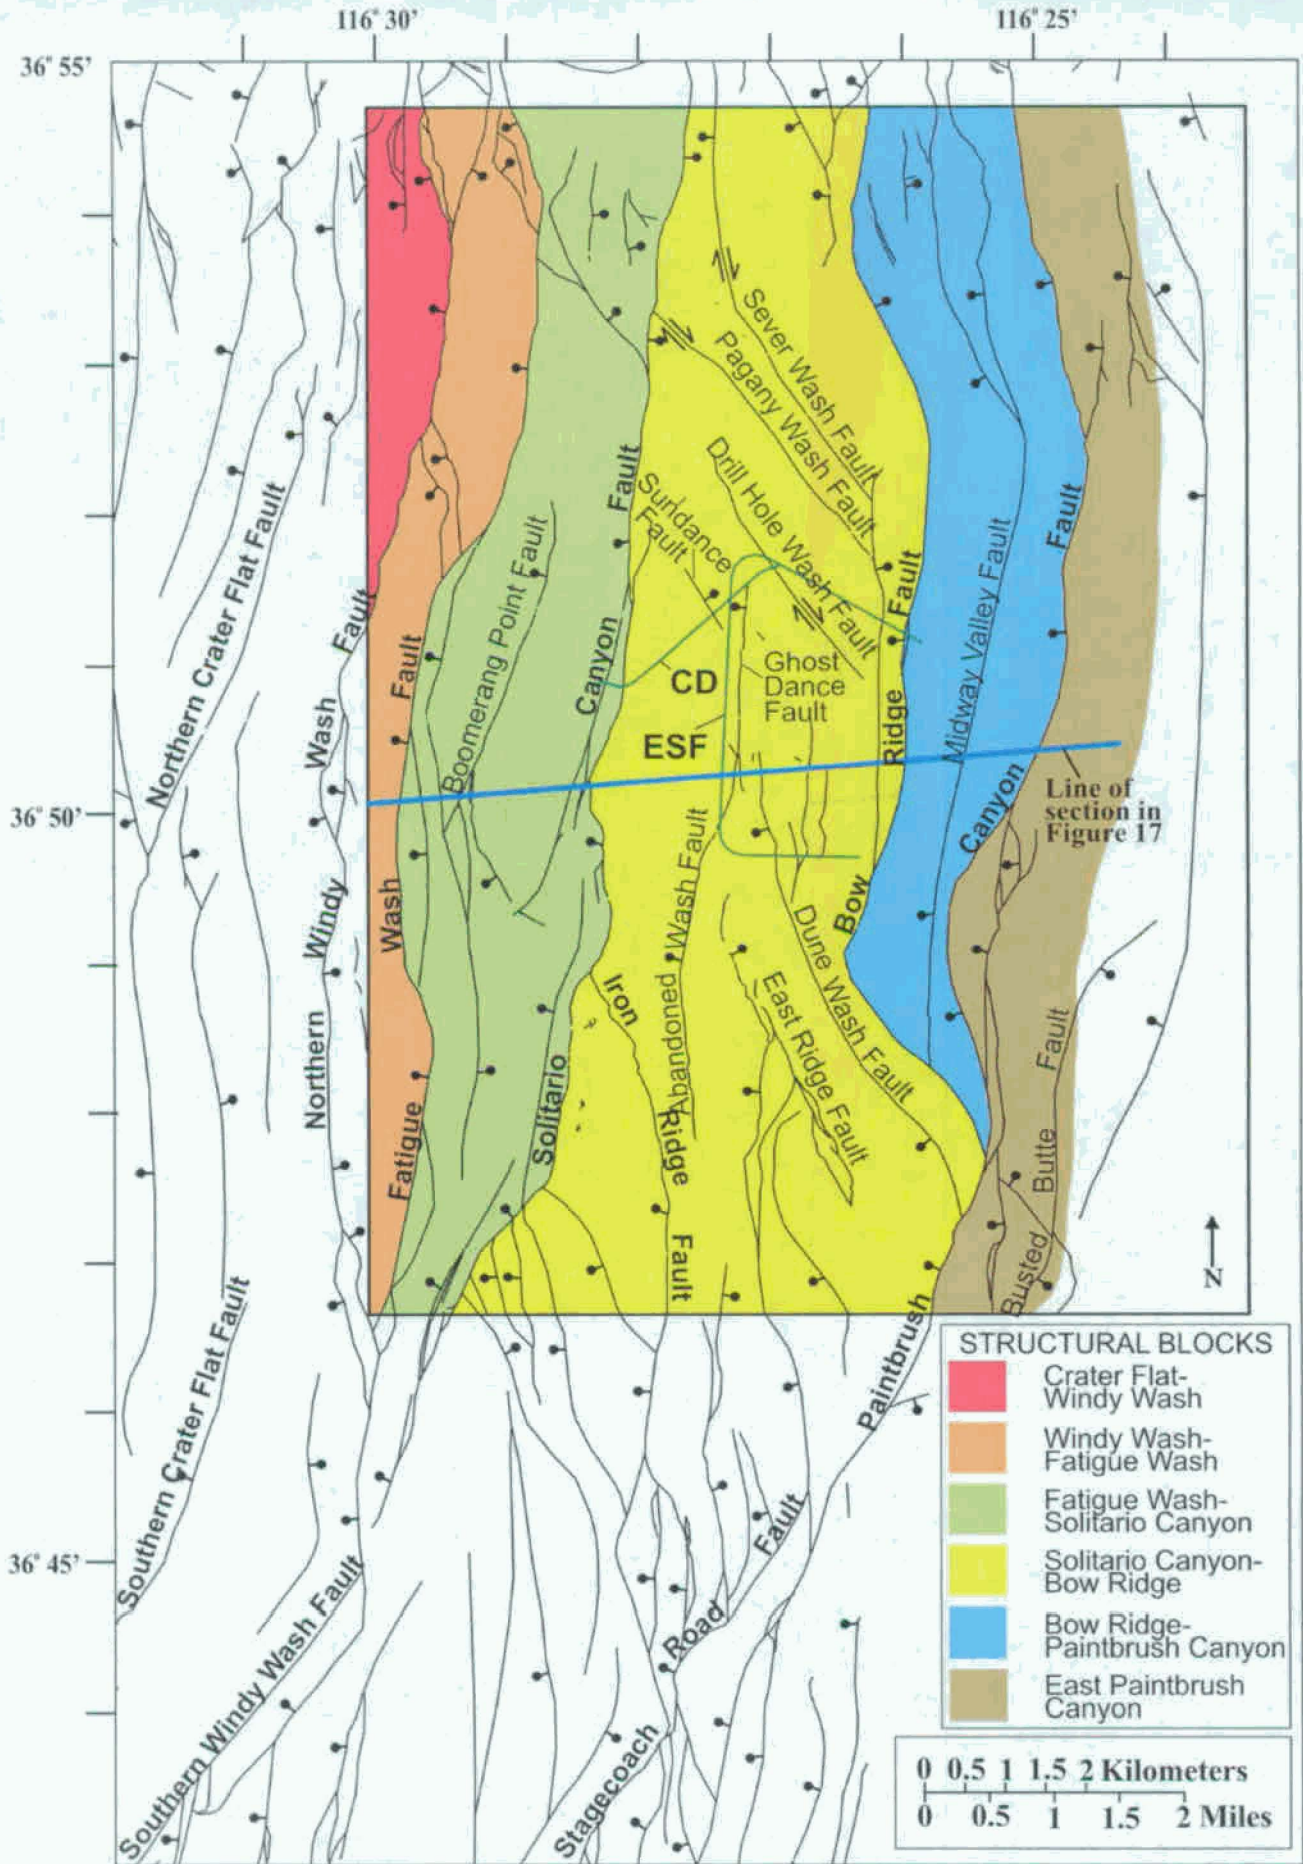 116° 30'
116° 25'
36° 55'
36° 50'
36° 45'
Northern Crater Flat Fault
Southern Crater Flat Fault
Northern Windy Wash Fault
Southern Windy Wash Fault
Fatigue Wash Fault
Boomerang Point Fault
Solitario Canyon Fault
Sever Wash Fault
Pagany Wash Fault
Drill Hole Wash Fault
Sundance
Fault
CD
ESF
Ghost
Dance
Fault
Bow Ridge Fault
Midway Valley Fault
Paintbrush Canyon Fault
Line of
section in
Figure 17
Iron Ridge Fault
Abandoned Wash Fault
Dune Wash Fault
East Ridge Fault
Busted Butte Fault
Stagecoach Road Fault
N
STRUCTURAL BLOCKS
Crater Flat-
Windy Wash
Windy Wash-
Fatigue Wash
Fatigue Wash-
Solitario Canyon
Solitario Canyon-
Bow Ridge
Bow Ridge-
Paintbrush Canyon
East Paintbrush
Canyon
0 0.5 1 1.5 2 Kilometers
0 0.5 1 1.5 2 Miles